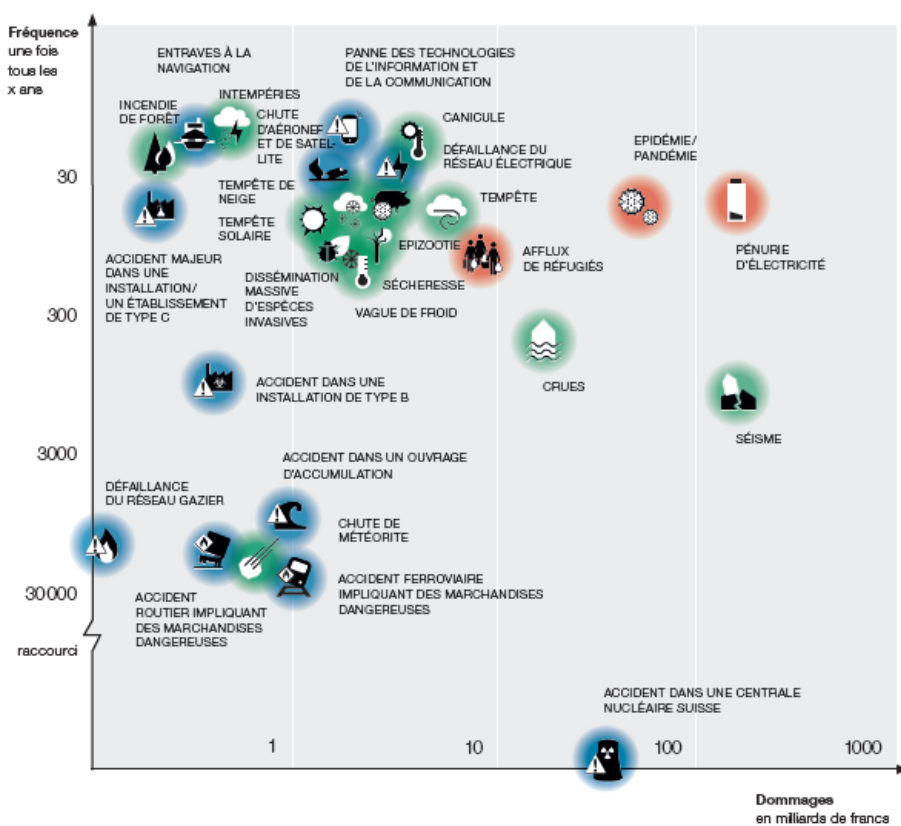 Fréquence
une fois
tous les
x ans
ENTRAVES À LA
NAVIGATION
PANNE DES TECHNOLOGIES
DE L'INFORMATION ET
DE LA COMMUNICATION
INTEMPÉRIES
INCENDIE
DE FORÊT
CHUTE
D'AÉRONEF
ET DE SATEL-
LITE
CANICULE
DÉFAILLANCE DU
RÉSEAU ÉLECTRIQUE
EPIDÉMIE/
PANDÉMIE
30
TEMPÊTE DE
NEIGE
TEMPÊTE
TEMPÊTE
SOLAIRE
EPIZOOTIE
AFFLUX
DE RÉFUGIÉS
PÉNURIE
D'ÉLECTRICITÉ
ACCIDENT MAJEUR
DANS UNE
INSTALLATION/
UN ÉTABLISSEMENT
DE TYPE C
DISSÉMINATION
MASSIVE
D'ESPÈCES
INVASIVES
SÉCHERESSE
VAGUE DE FROID
300
CRUES
ACCIDENT DANS UNE
INSTALLATION DE TYPE B
SÉISME
3000
ACCIDENT DANS UN OUVRAGE
D'ACCUMULATION
DÉFAILLANCE
DU RÉSEAU GAZIER
CHUTE DE
MÉTÉORITE
ACCIDENT FERROVIAIRE
IMPLIQUANT DES MARCHANDISES
DANGEREUSES
30000
ACCIDENT
ROUTIER IMPLIQUANT
DES MARCHANDISES
DANGEREUSES
raccourci
ACCIDENT DANS UNE CENTRALE
NUCLÉAIRE SUISSE
1
10
100
1000
Dommages
en milliards de francs